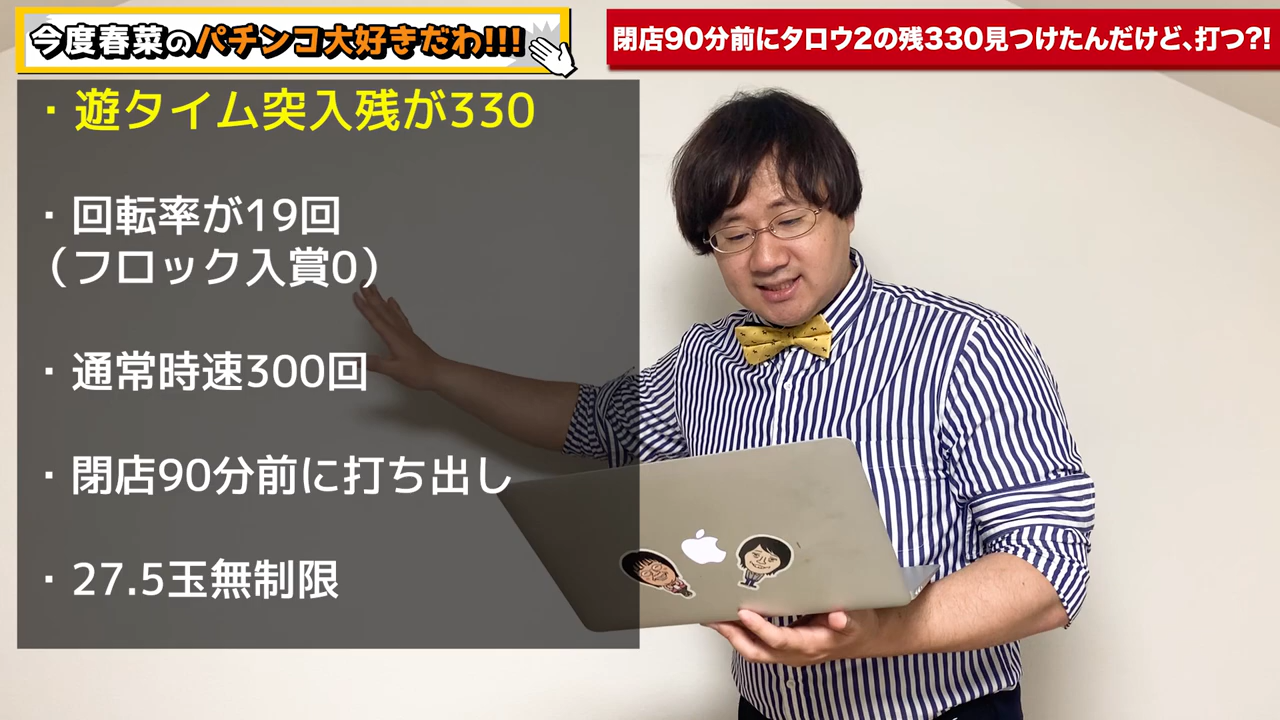 今度春菜のパチンコ大好きだわ!!!
閉店90分前にタロウ2の残330見つけたんだけど、打つ?!
・遊タイム突入残が330
・回転率が19回
（フロック入賞0）
・通常時速300回
・閉店90分前に打ち出し
・27.5玉無制限